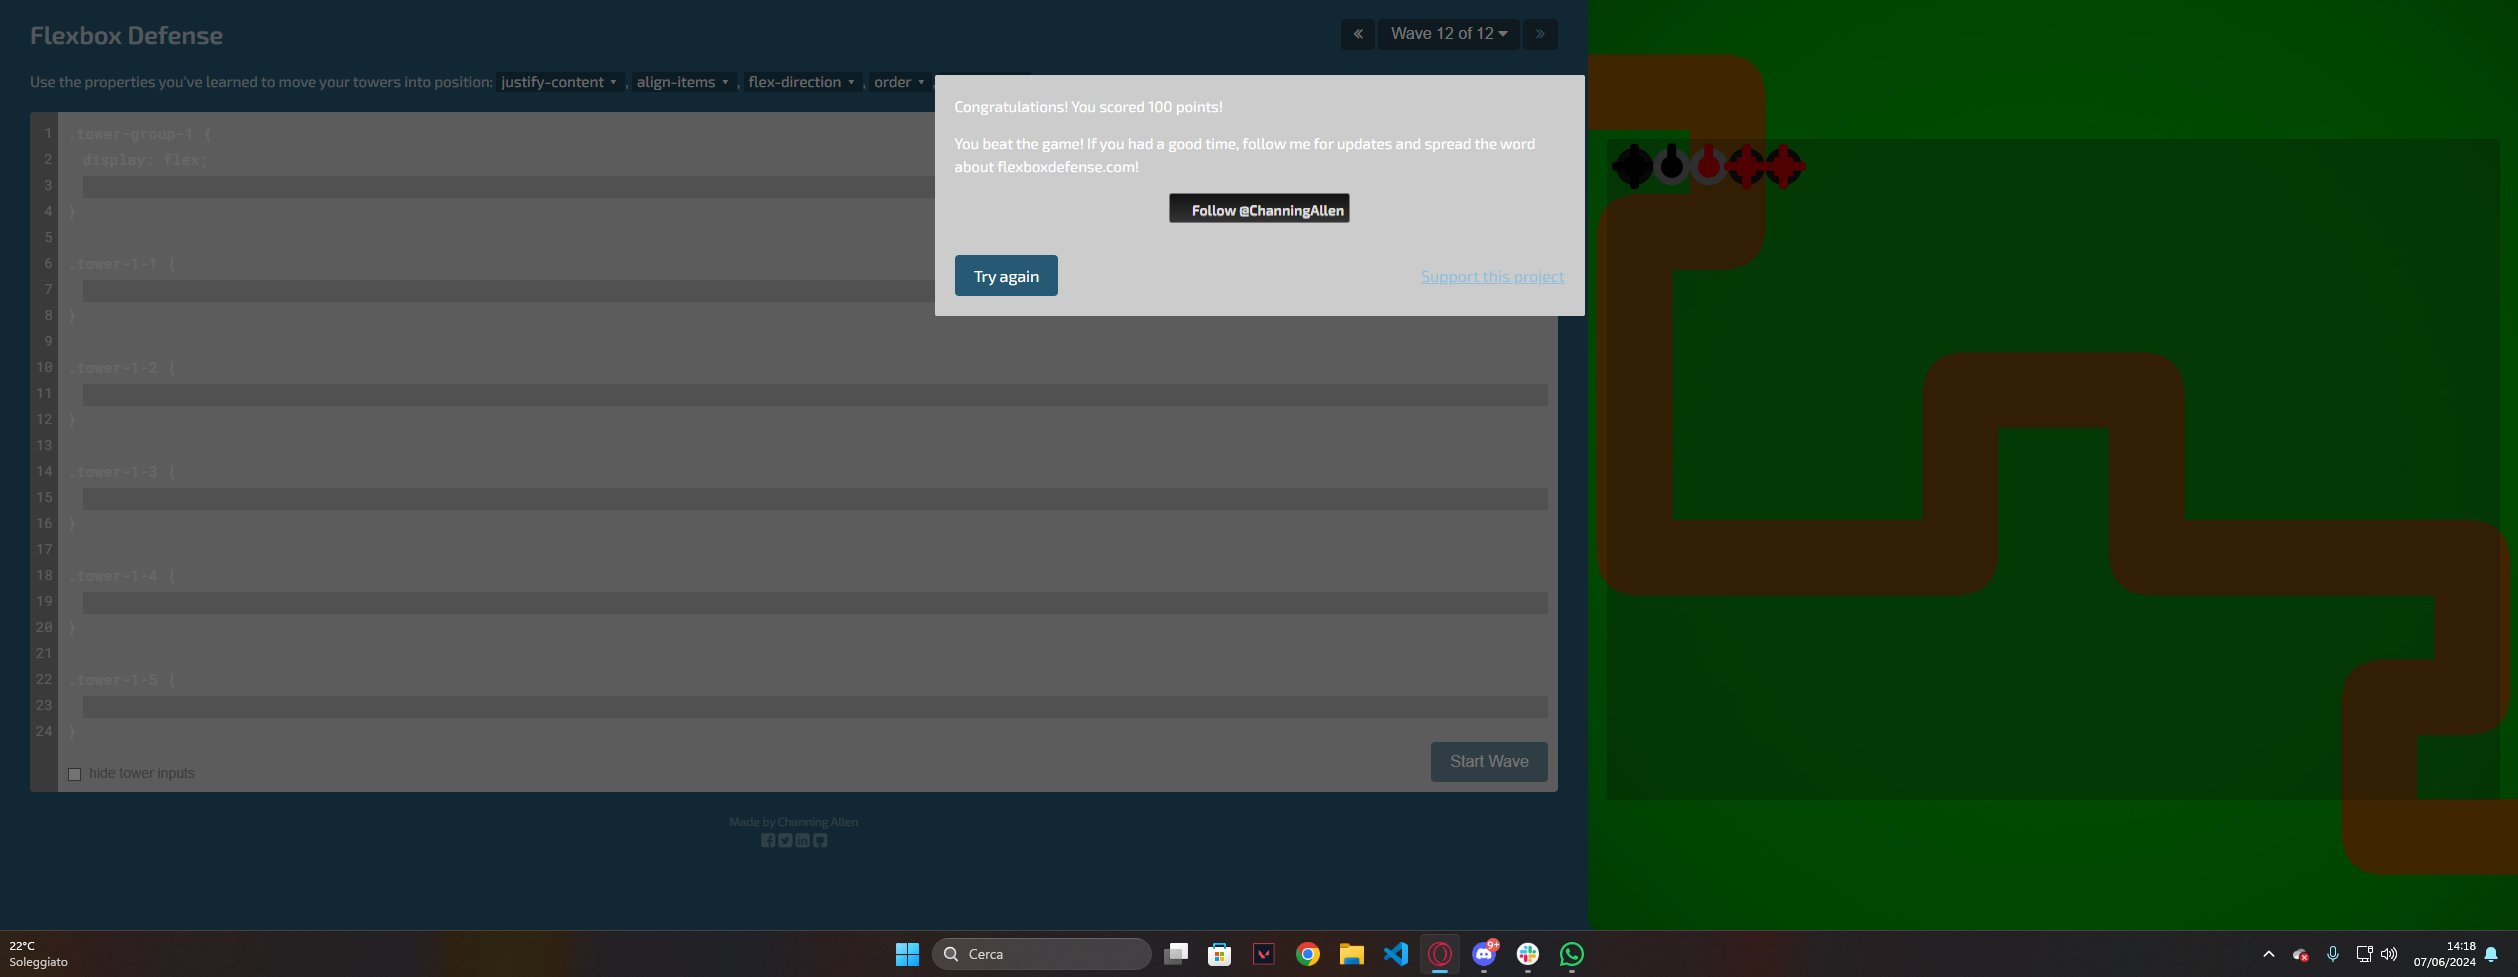 Flexbox Defense
«
Wave 12 of 12
»
Use the properties you've learned to move your towers into position: justify-content , align-items , flex-direction , order ,
Congratulations! You scored 100 points!
You beat the game! If you had a good time, follow me for updates and spread the word
about flexboxdefense.com!
Follow @ChanningAllen
Try again
Support this project
1 .tower-group-1 {
2 display: flex;
3
4 }
5
6 .tower-1-1 {
7
8 }
9
10 .tower-1-2 {
11
12 }
13
14 .tower-1-3 {
15
16 }
17
18 .tower-1-4 {
19
20 }
21
22 .tower-1-5 {
23
24 }
hide tower inputs
Start Wave
Made by Channing Allen
22°C
Soleggiato
Cerca
9+
14:18
07/06/2024